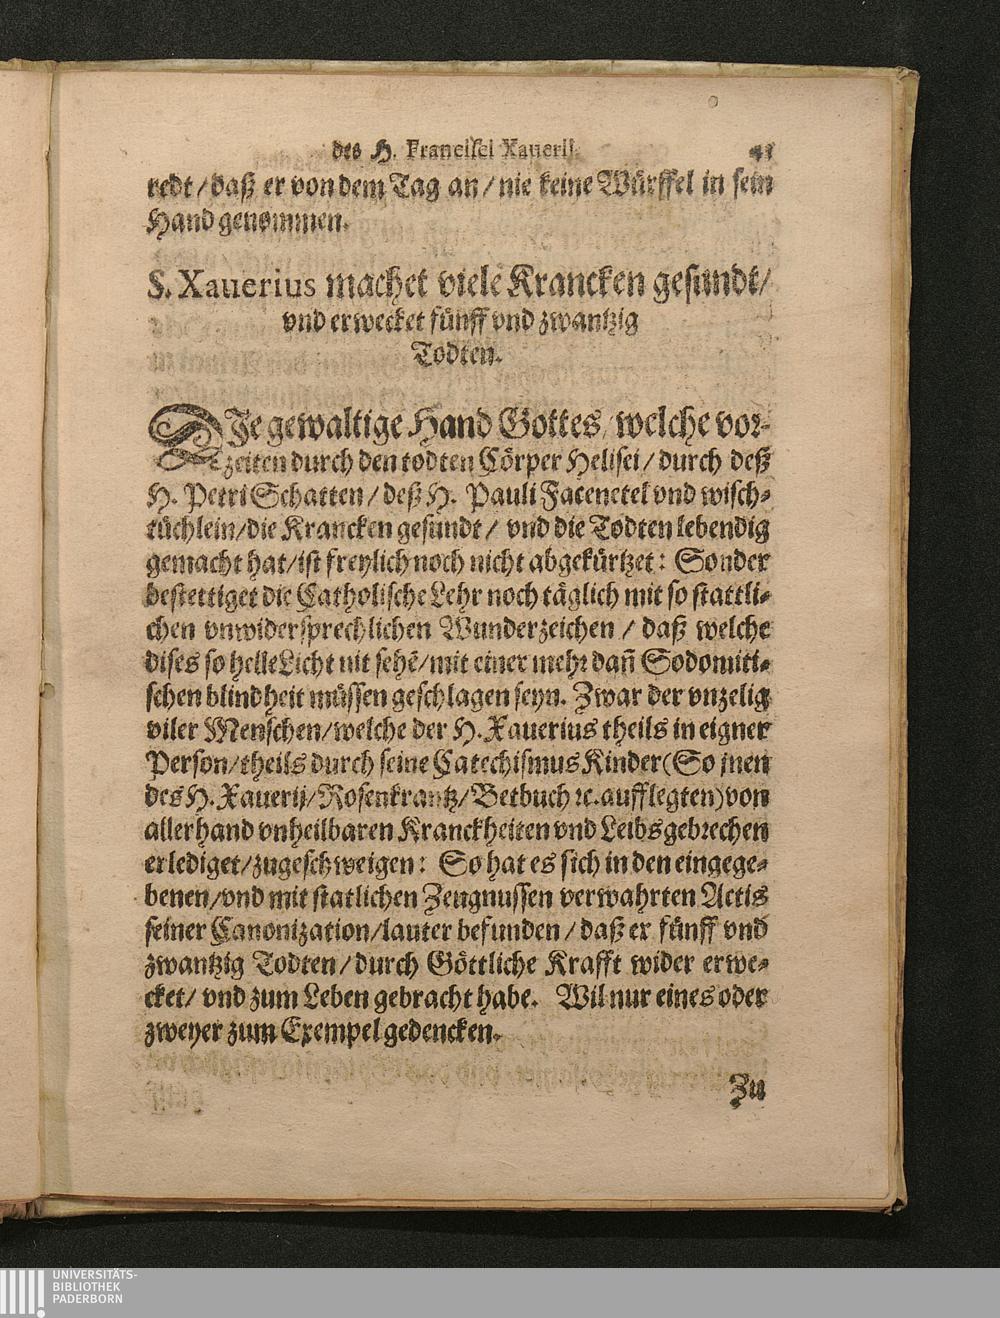 des H. Francisci Xauerij. 41
redt / daß er von dem Tag an / nie keine Würffel in sein
Hand genommen.
S. Xauerius machet viele Krancken gesundt /
vnd erwecket fünff vnd zwantzig
Todten.
DIe gewaltige Hand Gottes / welche vor-
zeiten durch den todten Cörper Helisei / durch deß
H. Petri Schatten / deß H. Pauli Facenetel vnd wisch-
tüchlein / die Krancken gesundt / vnd die Todten lebendig
gemacht hat / ist freylich noch nicht abgekürtzet: Sonder
bestettiget die Catholische Lehr noch täglich mit so stattli-
chen vnwidersprechlichen Wunderzeichen / daß welche
dises so helle Licht nit sehē / mit einer mehr dañ Sodomiti-
schen blindheit müssen geschlagen seyn. Zwar der vnzelig
viler Menschen / welche der H. Xauerius theils in eigner
Person / theils durch seine Catechismus Kinder (So jnen
des H. Xauerij / Rosenkrantz / Betbuch ꝛc. aufflegten) von
allerhand vnheilbaren Kranckheiten vnd Leibsgebrechen
erlediget / zugeschweigen: So hat es sich in den eingege-
benen / vnd mit statlichen Zeugnussen verwahrten Actis
seiner Canonization / lauter befunden / daß er fünff vnd
zwantzig Todten / durch Göttliche Krafft wider erwe-
cket / vnd zum Leben gebracht habe. Wil nur eines oder
zweyer zum Exempel gedencken.
Zu
UNIVERSITÄTS-
BIBLIOTHEK
PADERBORN